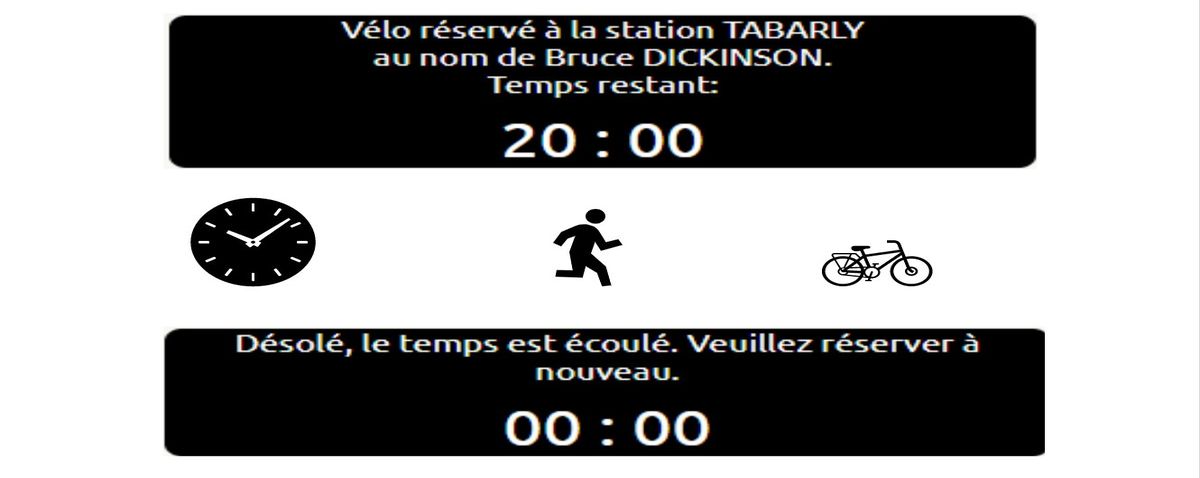 Vélo réservé à la station TABARLY
au nom de Bruce DICKINSON.
Temps restant:
20 : 00
Désolé, le temps est écoulé. Veuillez réserver à
nouveau.
00 : 00